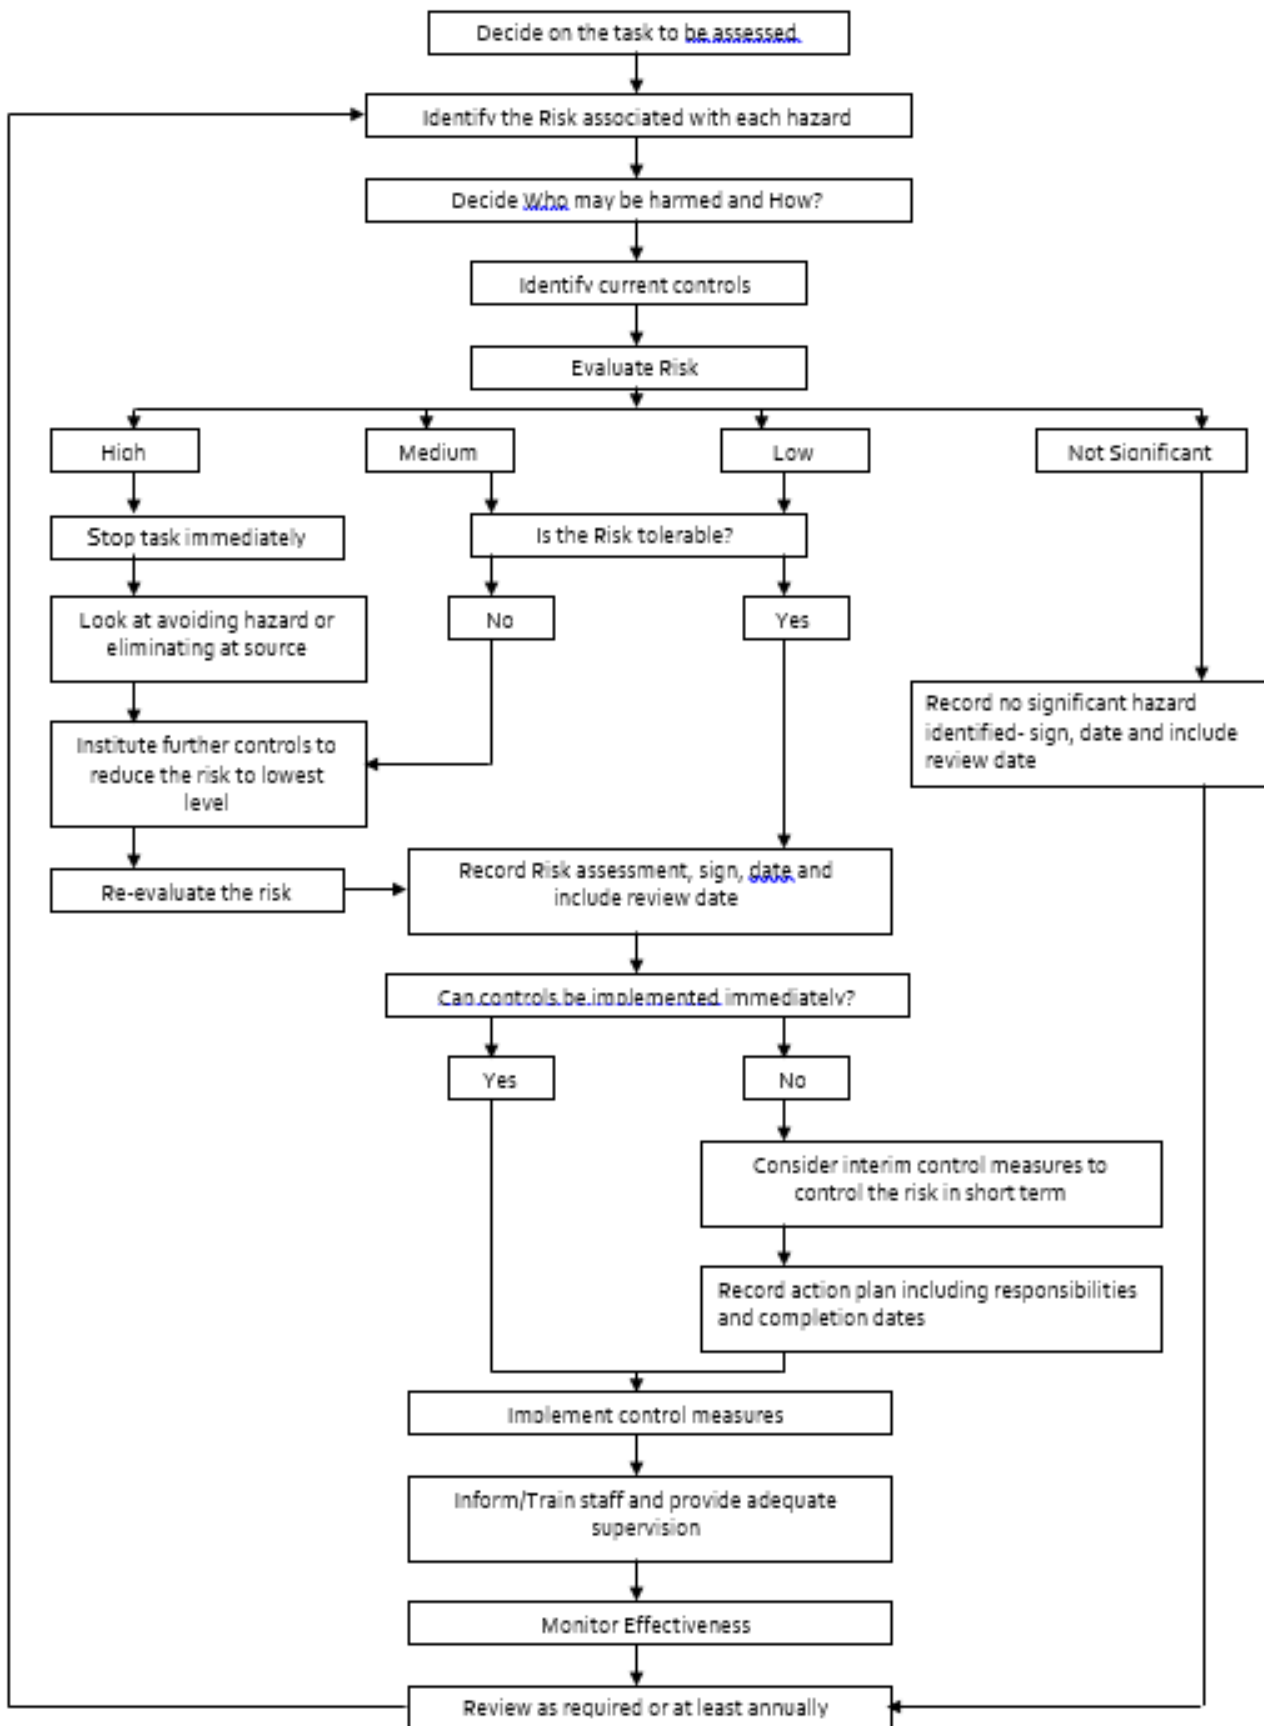 Decide on the task to be assessed
Identify the Risk associated with each hazard
Decide Who may be harmed and How?
Identify current controls
Evaluate Risk
High
Medium
Low
Not Significant
Stop task immediately
Is the Risk tolerable?
Look at avoiding hazard or
eliminating at source
No
Yes
Record no significant hazard
identified- sign, date and include
review date
Institute further controls to
reduce the risk to lowest
level
Re-evaluate the risk
Record Risk assessment, sign, date and
include review date
Can controls be implemented immediately?
Yes
No
Consider interim control measures to
control the risk in short term
Record action plan including responsibilities
and completion dates
Implement control measures
Inform/Train staff and provide adequate
supervision
Monitor Effectiveness
Review as required or at least annually